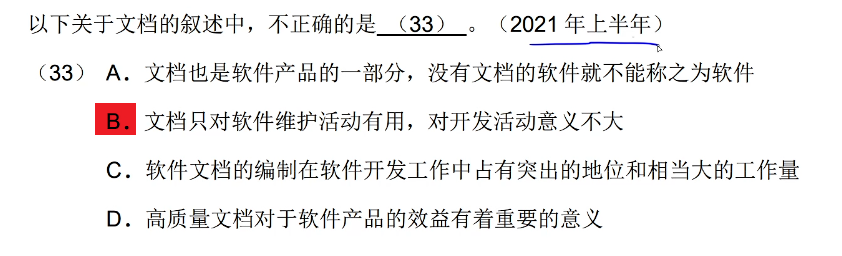 以下关于文档的叙述中，不正确的是（33）。（2021年上半年）
（33）A．文档也是软件产品的一部分，没有文档的软件就不能称之为软件
B．文档只对软件维护活动有用，对开发活动意义不大
C．软件文档的编制在软件开发工作中占有突出的地位和相当大的工作量
D．高质量文档对于软件产品的效益有着重要的意义